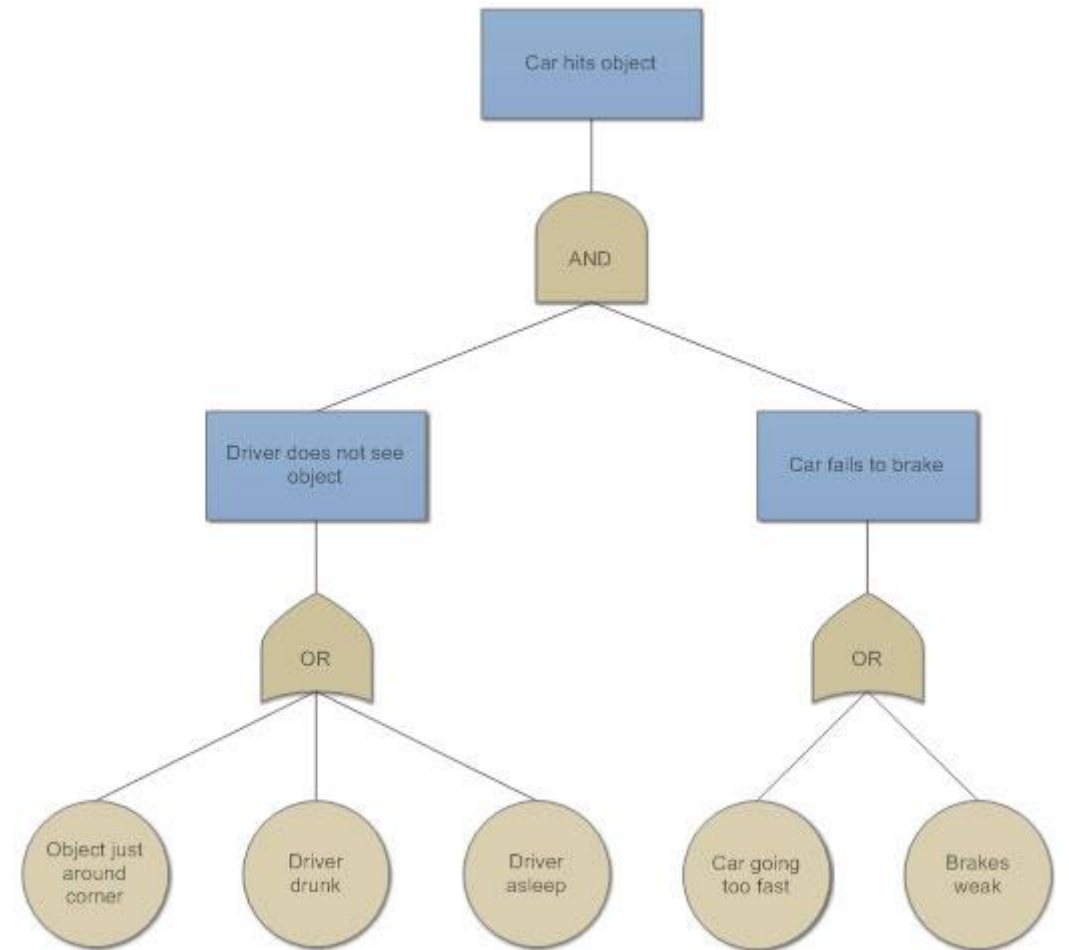 Car hits object
AND
Driver does not see
object
Car fails to brake
OR
OR
Object just
around
corner
Driver
drunk
Driver
asleep
Car going
too fast
Brakes
weak